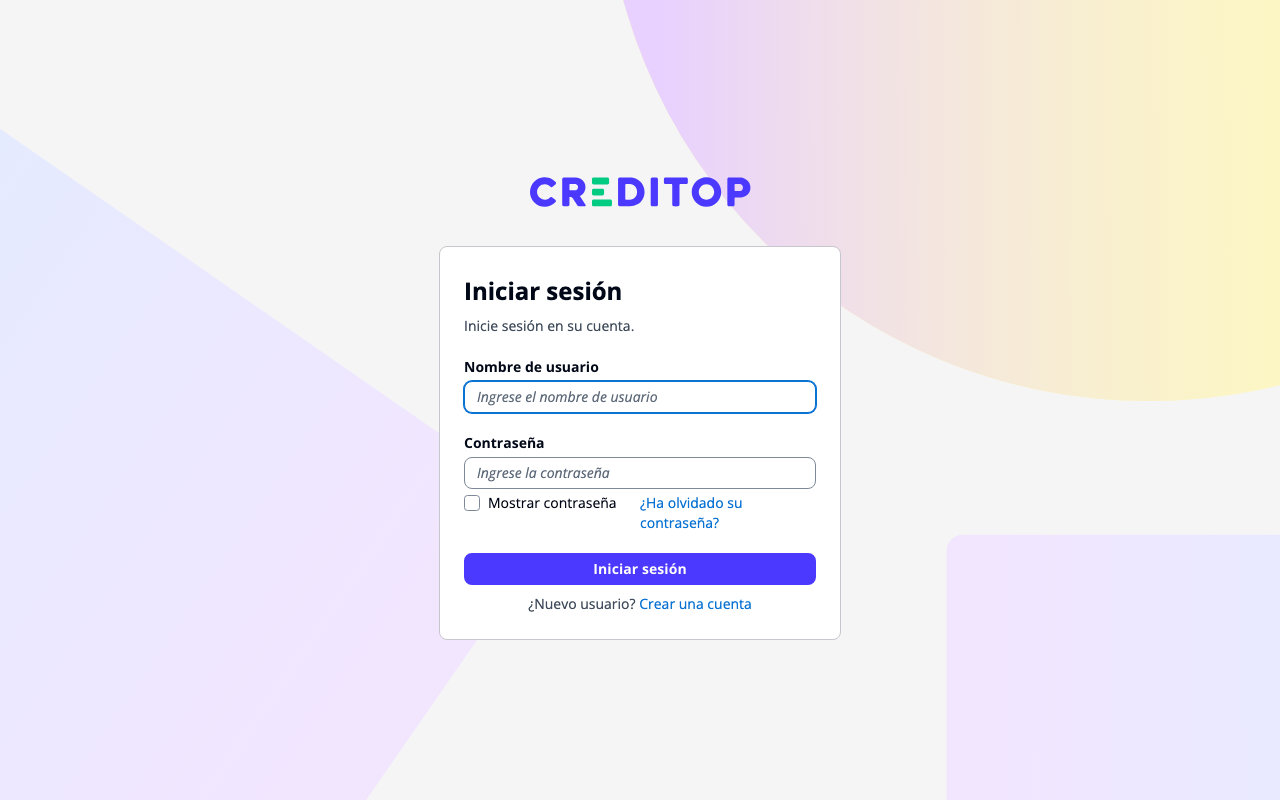 CREDITOP
Iniciar sesión
Inicie sesión en su cuenta.
Nombre de usuario
Ingrese el nombre de usuario
Contraseña
Ingrese la contraseña
Mostrar contraseña
¿Ha olvidado su
contraseña?
Iniciar sesión
¿Nuevo usuario? Crear una cuenta